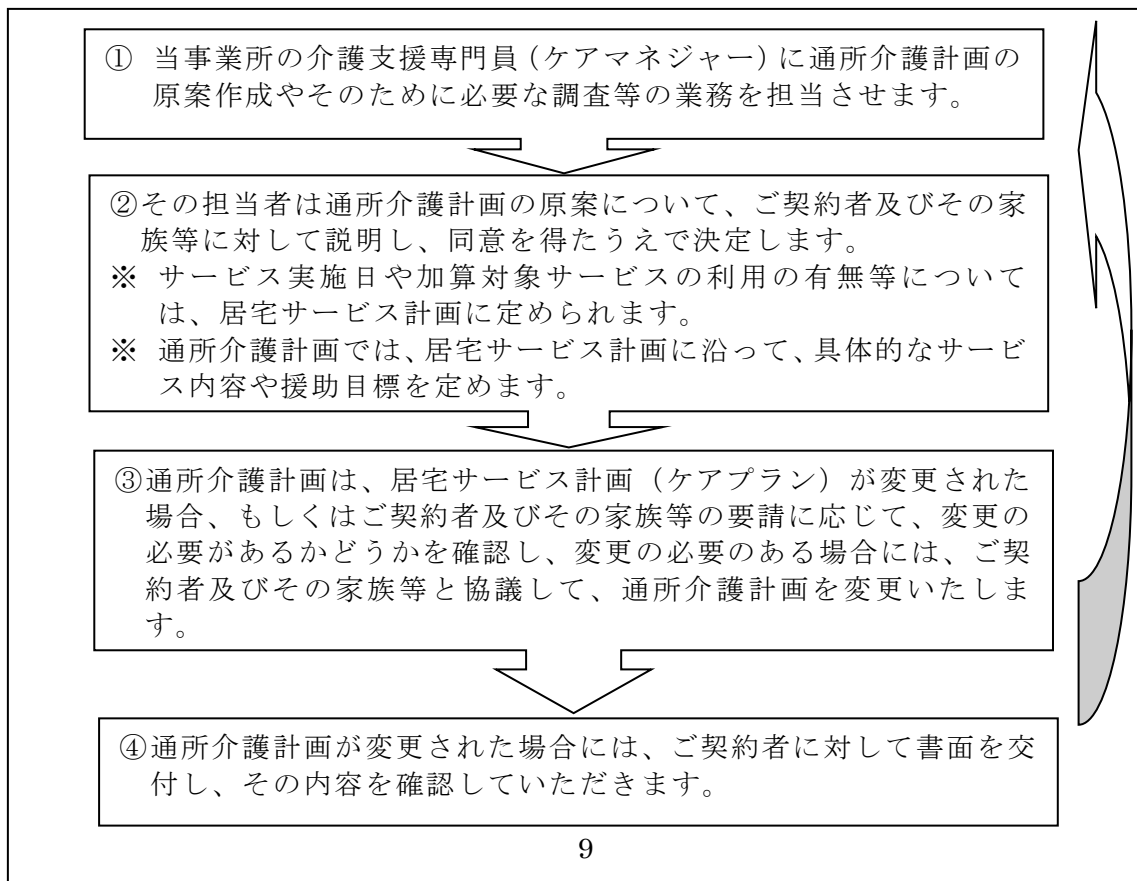 ① 当事業所の介護支援専門員（ケアマネジャー）に通所介護計画の
原案作成やそのために必要な調査等の業務を担当させます。
②その担当者は通所介護計画の原案について、ご契約者及びその家
族等に対して説明し、同意を得たうえで決定します。
※ サービス実施日や加算対象サービスの利用の有無等について
は、居宅サービス計画に定められます。
※ 通所介護計画では、居宅サービス計画に沿って、具体的なサービ
ス内容や援助目標を定めます。
③通所介護計画は、居宅サービス計画（ケアプラン）が変更された
場合、もしくはご契約者及びその家族等の要請に応じて、変更の
必要があるかどうかを確認し、変更の必要のある場合には、ご契
約者及びその家族等と協議して、通所介護計画を変更いたしま
す。
④通所介護計画が変更された場合には、ご契約者に対して書面を交
付し、その内容を確認していただきます。
9